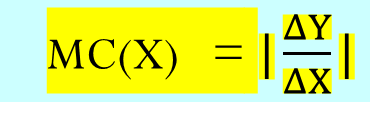 MC(X) = | ΔY/ΔX |